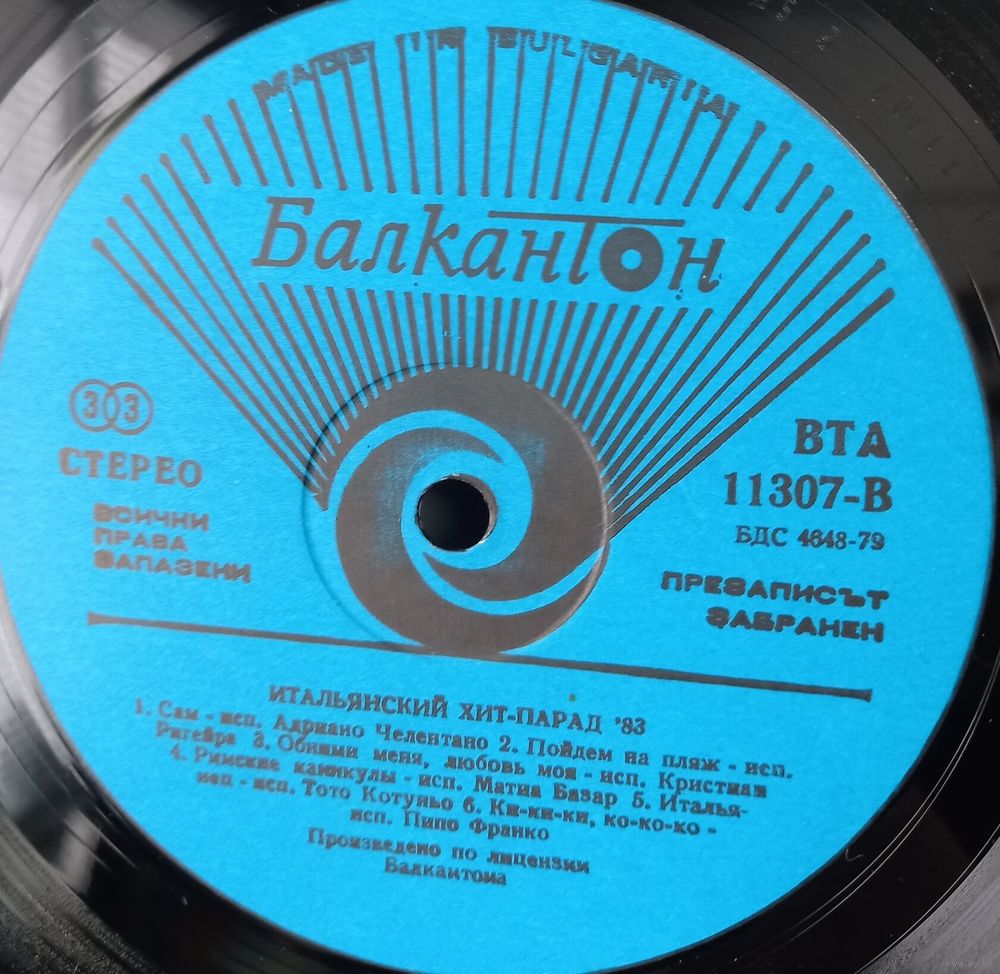 MADE IN BULGARIA
Балкантон
33
СТЕРЕО
ВСИЧНИ
ПРАВА
ЗАПАЗЕНИ
ВТА
11307-В
БДС 4648-79
ПРЕЗАПИСЪТ
ЗАБРАНЕН
ИТАЛЬЯНСКИЙ ХИТ-ПАРАД '83
1. Сам - исп. Адриано Челентано 2. Пойдем на пляж - исп.
Ригейра 3. Обними меня, любовь моя - исп. Кристиан
4. Римские каникулы - исп. Матиа Базар 5. Италья-
нец - исп. Тото Котуньо 6. Ки-ки-ки, ко-ко-ко -
исп. Пипо Франко
Произведено по лицензии
Балкантона